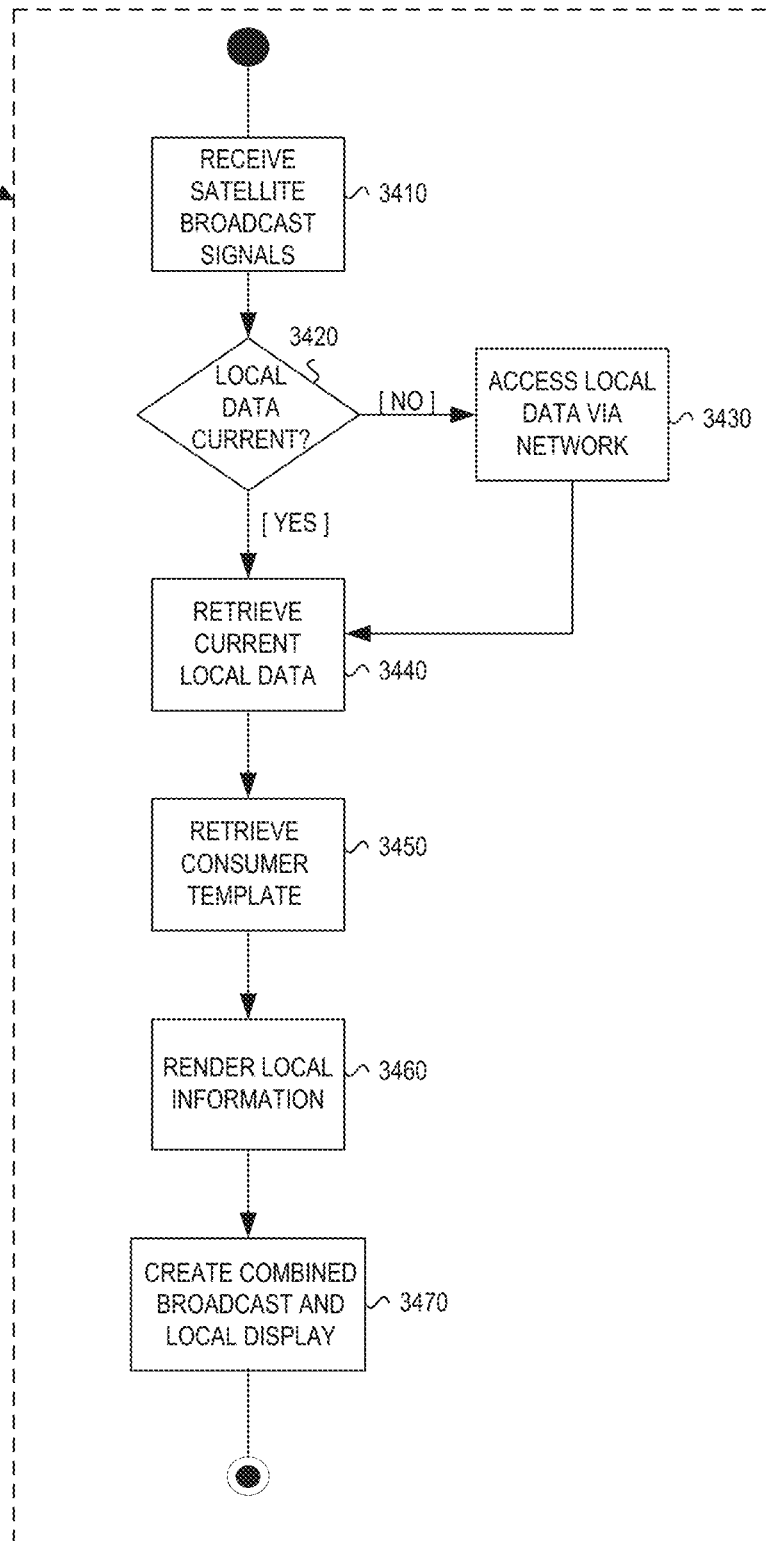 RECEIVE
SATELLITE
BROADCAST
SIGNALS
3410
3420
LOCAL
DATA
CURRENT?
[ NO ]
ACCESS LOCAL
DATA VIA
NETWORK
3430
[ YES ]
RETRIEVE
CURRENT
LOCAL DATA
3440
RETRIEVE
CONSUMER
TEMPLATE
3450
RENDER LOCAL
INFORMATION
3460
CREATE COMBINED
BROADCAST AND
LOCAL DISPLAY
3470